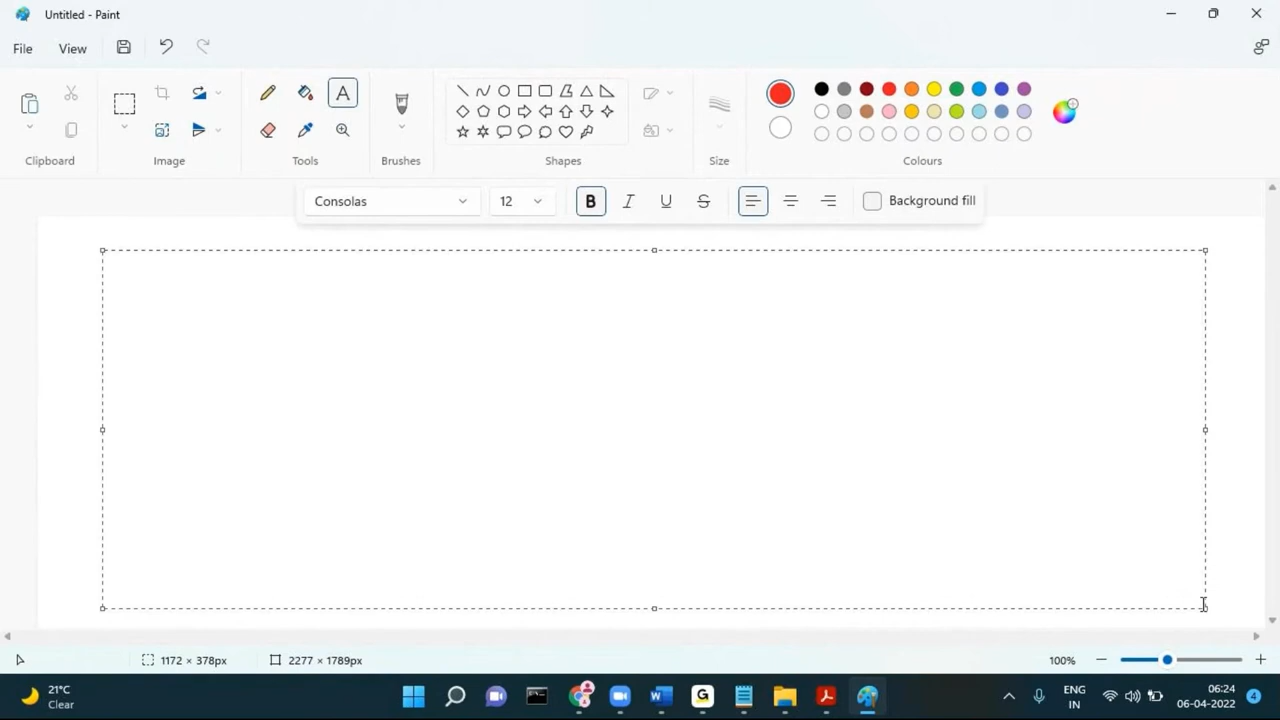 Untitled - Paint
File View
Clipboard Image Tools Brushes Shapes Size Colours
Consolas 12 B I U S Background fill
1172 × 378px 2277 × 1789px 100%
21°C
Clear
ENG
IN
06:24
06-04-2022
4